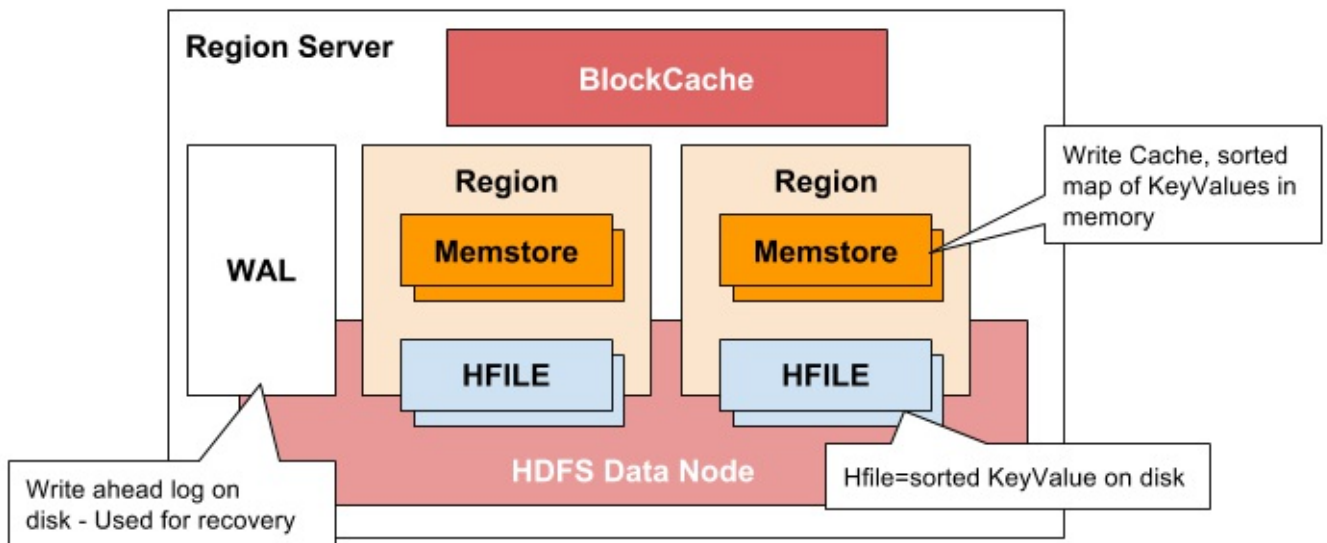 Region Server
BlockCache
Write Cache, sorted
map of KeyValues in
memory
Region
Region
Memstore
Memstore
WAL
HFILE
HFILE
HDFS Data Node
Hfile=sorted KeyValue on disk
Write ahead log on
disk - Used for recovery